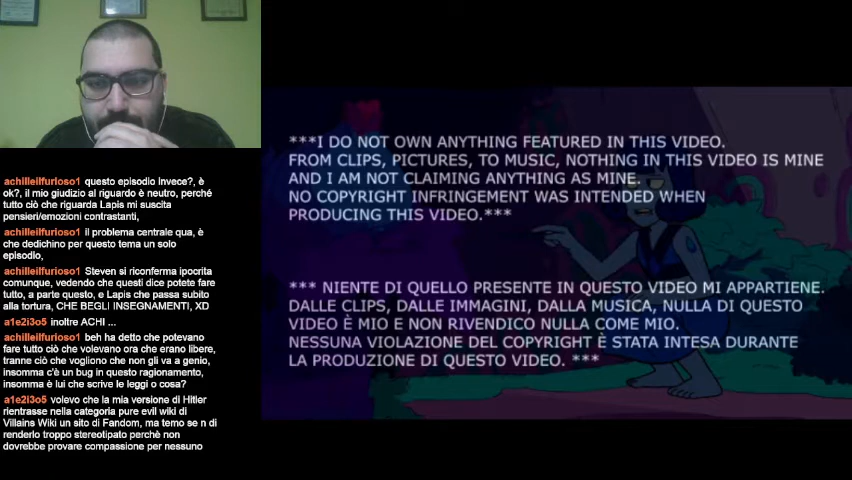 achilleilfurioso1 questo episodio Invece?, è
ok?, il mio giudizio al riguardo è neutro, perché
tutto ciò che riguarda Lapis mi suscita
pensieri/emozioni contrastanti,
achilleilfurioso1 il problema centrale qua, è
che dedichino per questo tema un solo
episodio,
achilleilfurioso1 Steven si riconferma ipocrita
comunque, vedendo che questi dice potete fare
tutto, a parte questo, e Lapis che passa subito
alla tortura, CHE BEGLI INSEGNAMENTI, XD
a1e2i3o5 inoltre ACHI ...
achilleilfurioso1 beh ha detto che potevano
fare tutto ciò che volevano ora che erano libere,
tranne ciò che vogliono che non gli va a genio,
insomma c'è un bug in questo ragionamento,
insomma è lui che scrive le leggi o cosa?
a1e2i3o5 volevo che la mia versione di Hitler
rientrasse nella categoria pure evil wiki di
Villains Wiki un sito di Fandom, ma temo se n di
renderlo troppo stereotipato perchè non
dovrebbe provare compassione per nessuno
***I DO NOT OWN ANYTHING FEATURED IN THIS VIDEO.
FROM CLIPS, PICTURES, TO MUSIC, NOTHING IN THIS VIDEO IS MINE
AND I AM NOT CLAIMING ANYTHING AS MINE.
NO COPYRIGHT INFRINGEMENT WAS INTENDED WHEN
PRODUCING THIS VIDEO.***
*** NIENTE DI QUELLO PRESENTE IN QUESTO VIDEO MI APPARTIENE.
DALLE CLIPS, DALLE IMMAGINI, DALLA MUSICA, NULLA DI QUESTO
VIDEO È MIO E NON RIVENDICO NULLA COME MIO.
NESSUNA VIOLAZIONE DEL COPYRIGHT È STATA INTESA DURANTE
LA PRODUZIONE DI QUESTO VIDEO. ***